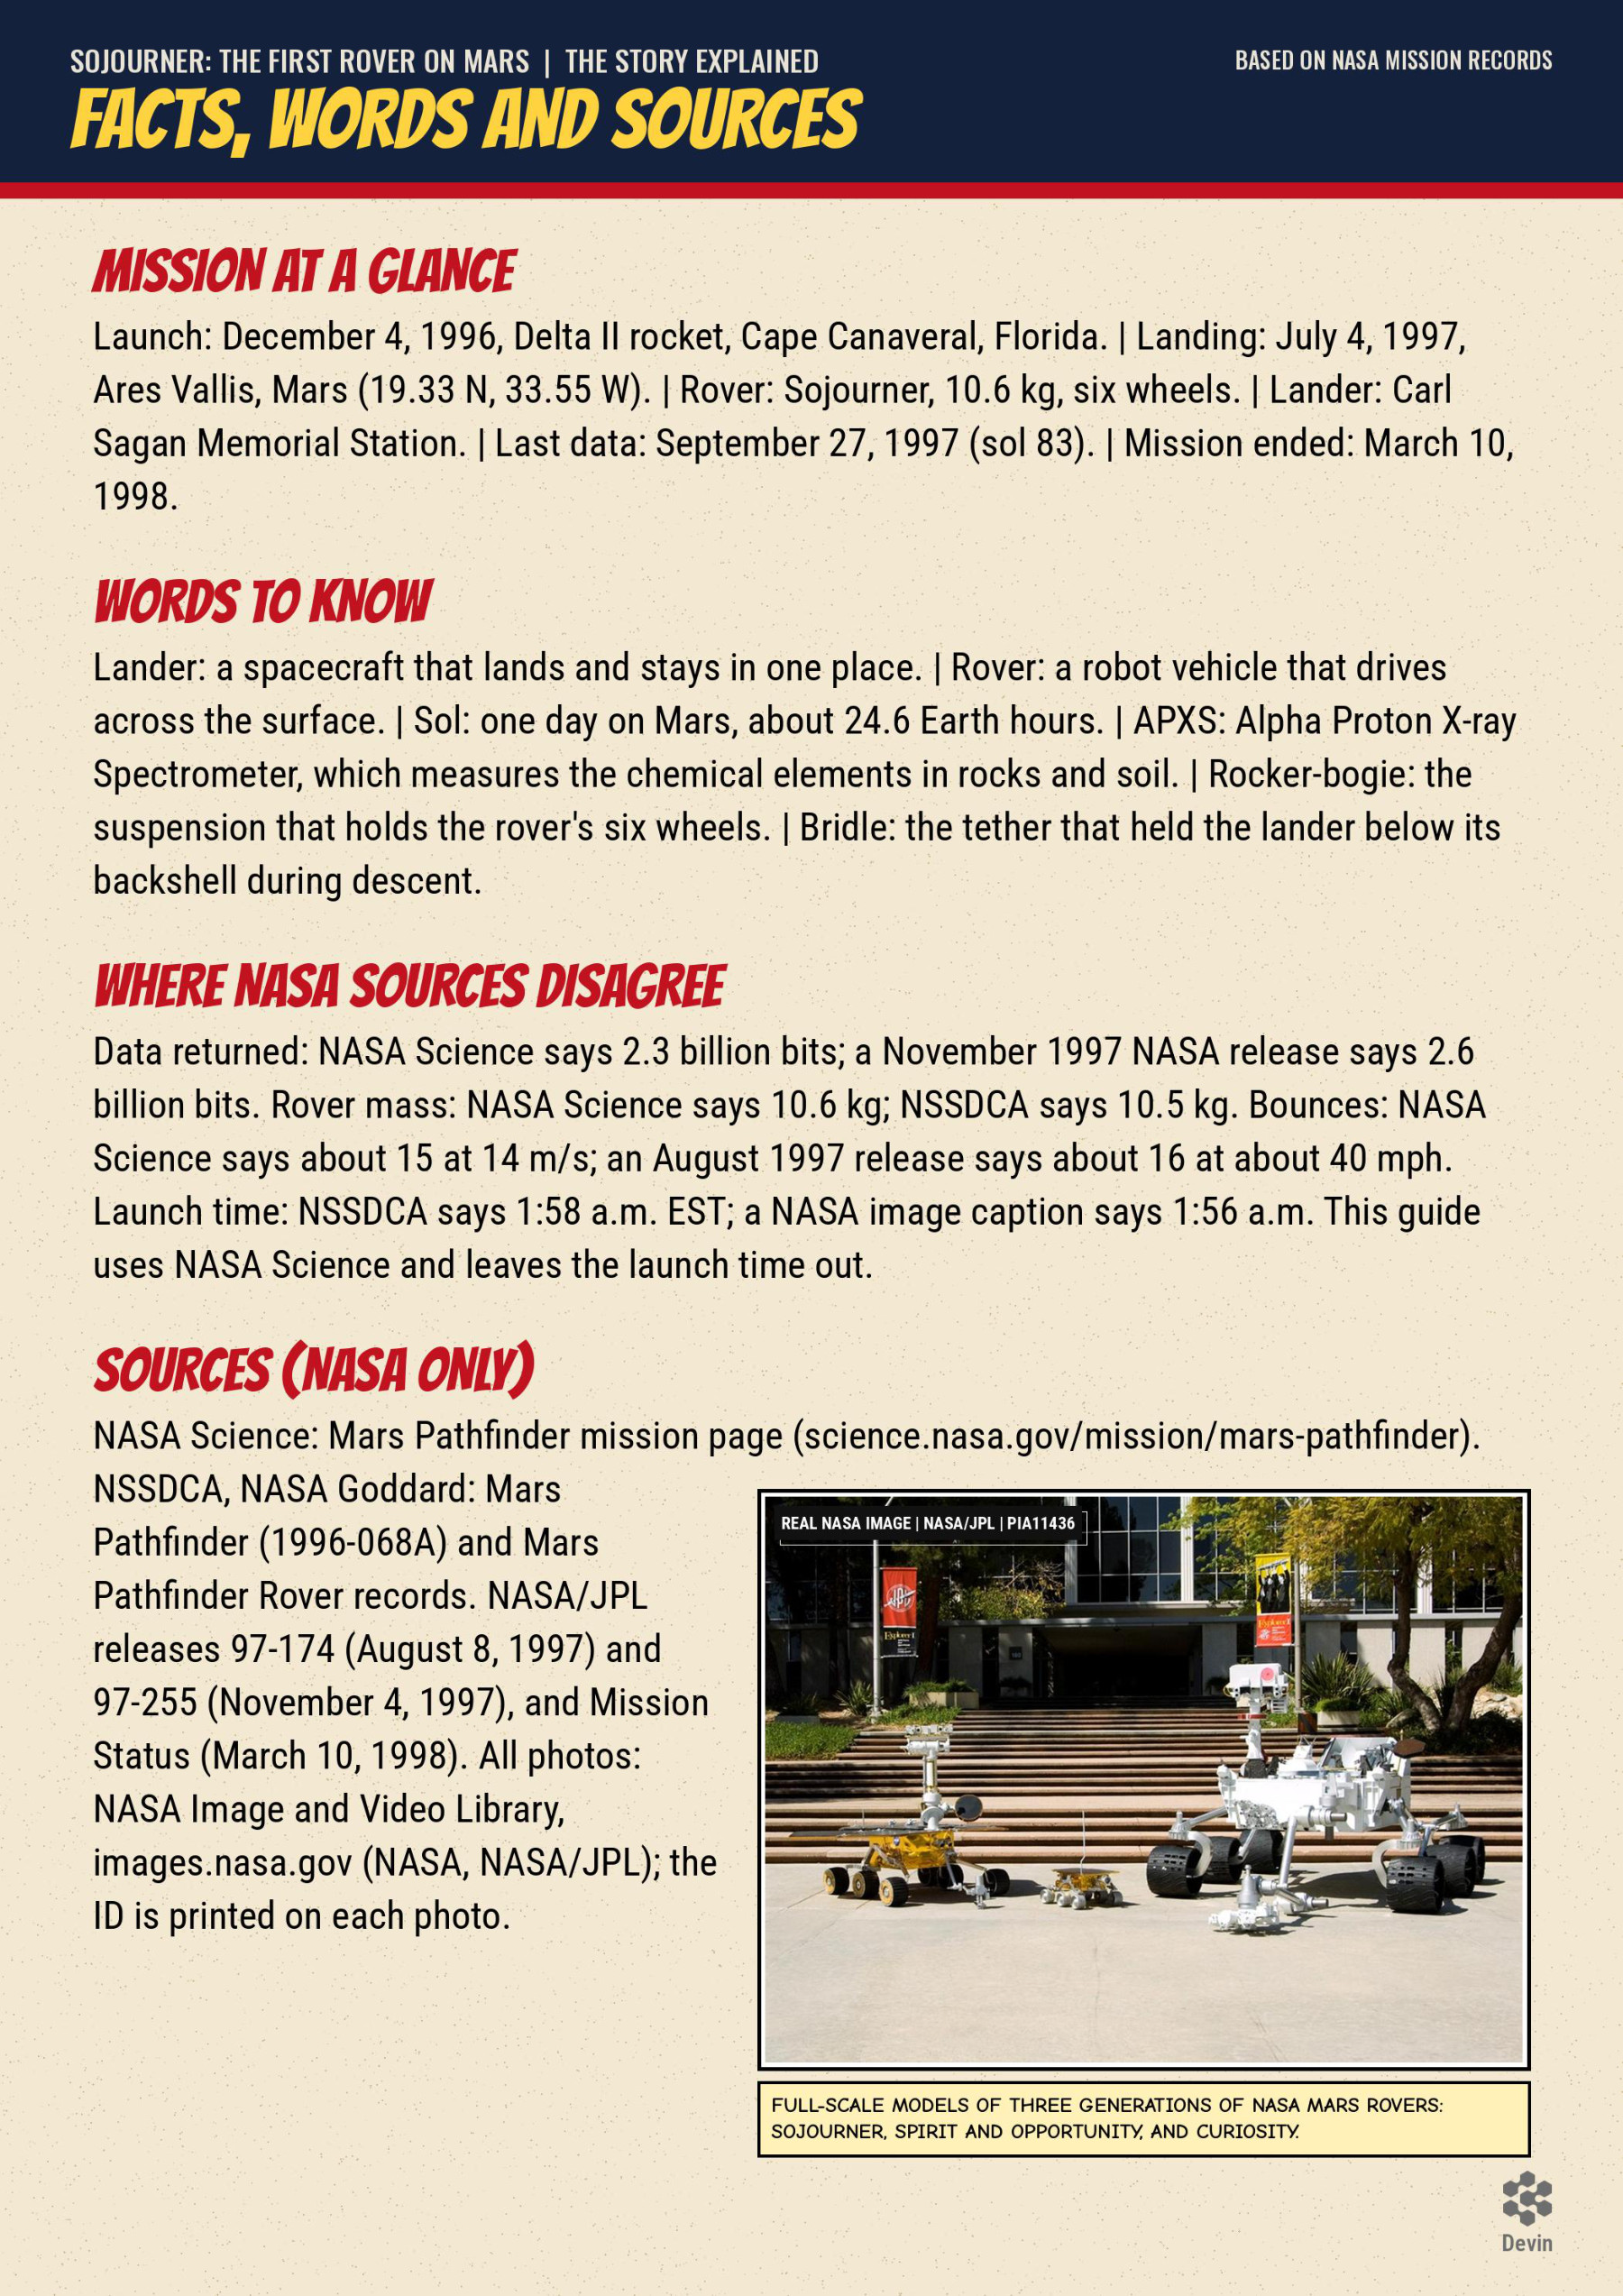 SOJOURNER: THE FIRST ROVER ON MARS | THE STORY EXPLAINED
BASED ON NASA MISSION RECORDS
FACTS, WORDS AND SOURCES
MISSION AT A GLANCE
Launch: December 4, 1996, Delta II rocket, Cape Canaveral, Florida. | Landing: July 4, 1997,
Ares Vallis, Mars (19.33 N, 33.55 W). | Rover: Sojourner, 10.6 kg, six wheels. | Lander: Carl
Sagan Memorial Station. | Last data: September 27, 1997 (sol 83). | Mission ended: March 10,
1998.
WORDS TO KNOW
Lander: a spacecraft that lands and stays in one place. | Rover: a robot vehicle that drives
across the surface. | Sol: one day on Mars, about 24.6 Earth hours. | APXS: Alpha Proton X-ray
Spectrometer, which measures the chemical elements in rocks and soil. | Rocker-bogie: the
suspension that holds the rover's six wheels. | Bridle: the tether that held the lander below its
backshell during descent.
WHERE NASA SOURCES DISAGREE
Data returned: NASA Science says 2.3 billion bits; a November 1997 NASA release says 2.6
billion bits. Rover mass: NASA Science says 10.6 kg; NSSDCA says 10.5 kg. Bounces: NASA
Science says about 15 at 14 m/s; an August 1997 release says about 16 at about 40 mph.
Launch time: NSSDCA says 1:58 a.m. EST; a NASA image caption says 1:56 a.m. This guide
uses NASA Science and leaves the launch time out.
SOURCES (NASA ONLY)
NASA Science: Mars Pathfinder mission page (science.nasa.gov/mission/mars-pathfinder).
NSSDCA, NASA Goddard: Mars
Pathfinder (1996-068A) and Mars
Pathfinder Rover records. NASA/JPL
releases 97-174 (August 8, 1997) and
97-255 (November 4, 1997), and Mission
Status (March 10, 1998). All photos:
NASA Image and Video Library,
images.nasa.gov (NASA, NASA/JPL); the
ID is printed on each photo.
REAL NASA IMAGE | NASA/JPL | PIA11436
JPL
FULL-SCALE MODELS OF THREE GENERATIONS OF NASA MARS ROVERS:
SOJOURNER, SPIRIT AND OPPORTUNITY, AND CURIOSITY.
Devin